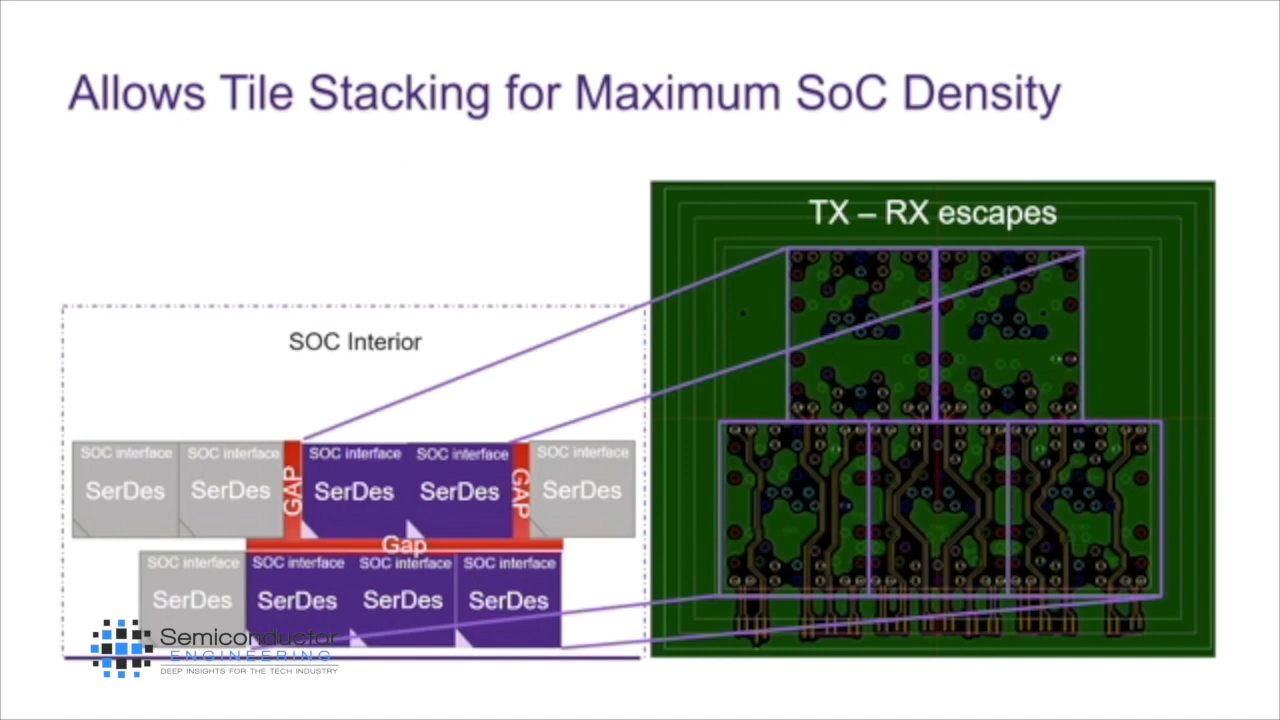 Allows Tile Stacking for Maximum SoC Density
TX – RX escapes
SOC Interior
SOC interface
SOC interface
SOC interface
SOC interface
SOC interface
SerDes
SerDes
GAP
SerDes
SerDes
GAP
SerDes
Gap
SOC interface
SOC interface
SOC interface
SOC interface
SerDes
SerDes
SerDes
SerDes
Semiconductor
ENGINEERING
DEEP INSIGHTS FOR THE TECH INDUSTRY